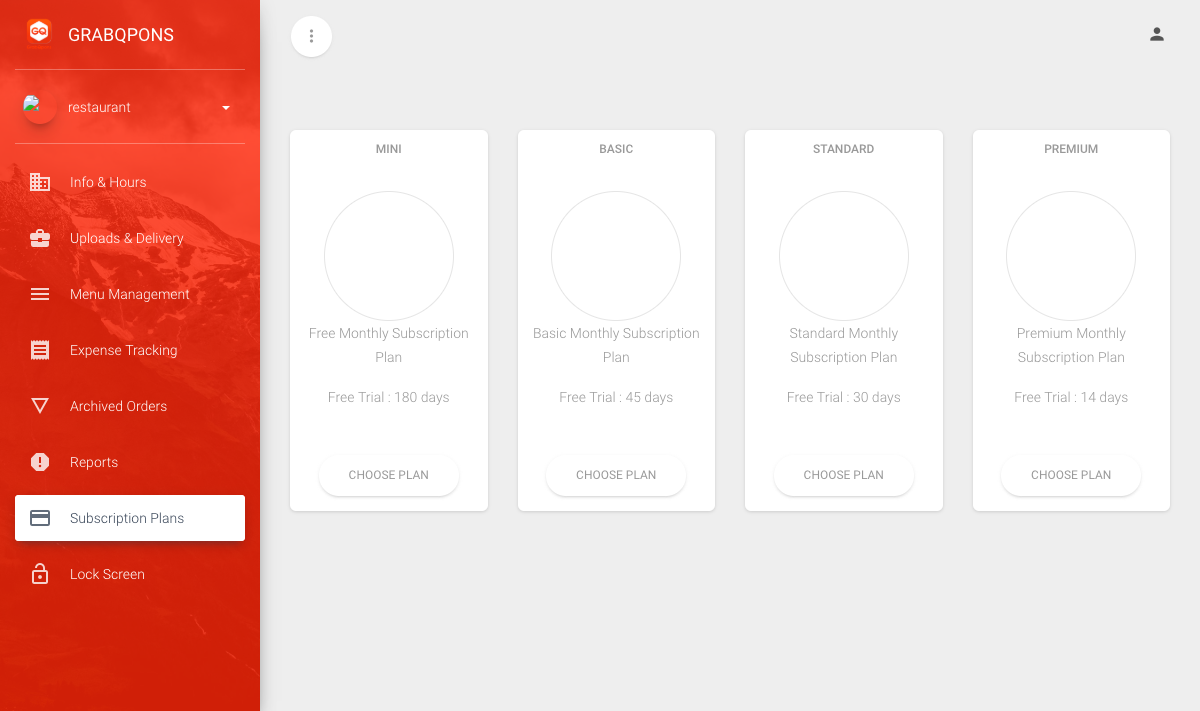 GQ
GRABQPONS
restaurant
Info & Hours
Uploads & Delivery
Menu Management
Expense Tracking
Archived Orders
Reports
Subscription Plans
Lock Screen
MINI
Free Monthly Subscription
Plan
Free Trial : 180 days
CHOOSE PLAN
BASIC
Basic Monthly Subscription
Plan
Free Trial : 45 days
CHOOSE PLAN
STANDARD
Standard Monthly
Subscription Plan
Free Trial : 30 days
CHOOSE PLAN
PREMIUM
Premium Monthly
Subscription Plan
Free Trial : 14 days
CHOOSE PLAN